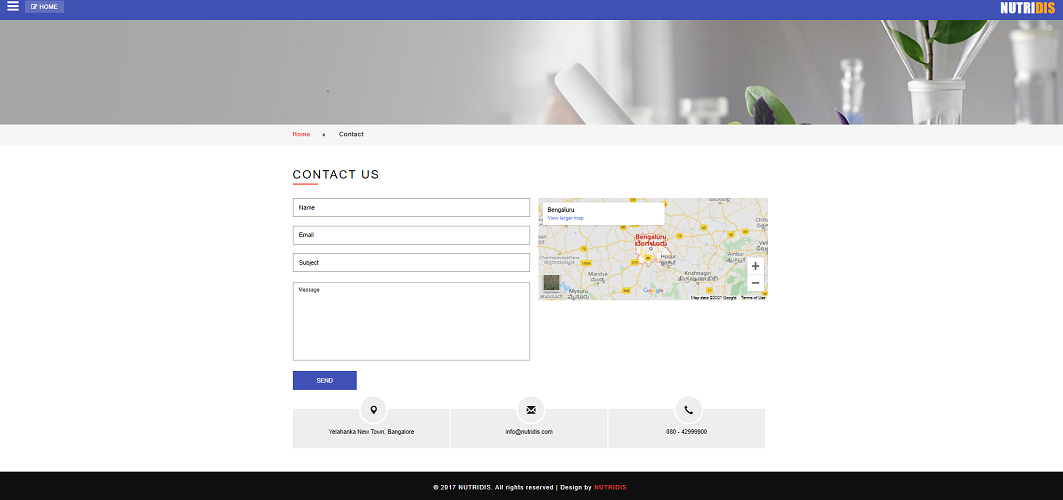 HOME
NUTRIDIS
Home
Contact
CONTACT US
Name
Email
Subject
Message
SEND
Bengaluru
View larger map
Bengaluru
ಬೆಂಗಳೂರು
Hosur
Ambur
Krishnagiri
Mandya
Mysuru
Google
Map data ©2021 Google
Terms of Use
Yelahanka New Town, Bangalore
info@nutridis.com
080 - 42999900
© 2017 NUTRIDIS. All rights reserved | Design by NUTRIDIS